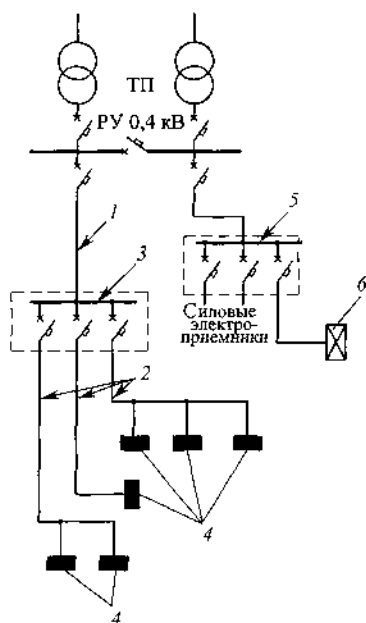 ТП
РУ 0,4 кВ
1
5
3
6
Силовые
электро-
приемники
2
4
4